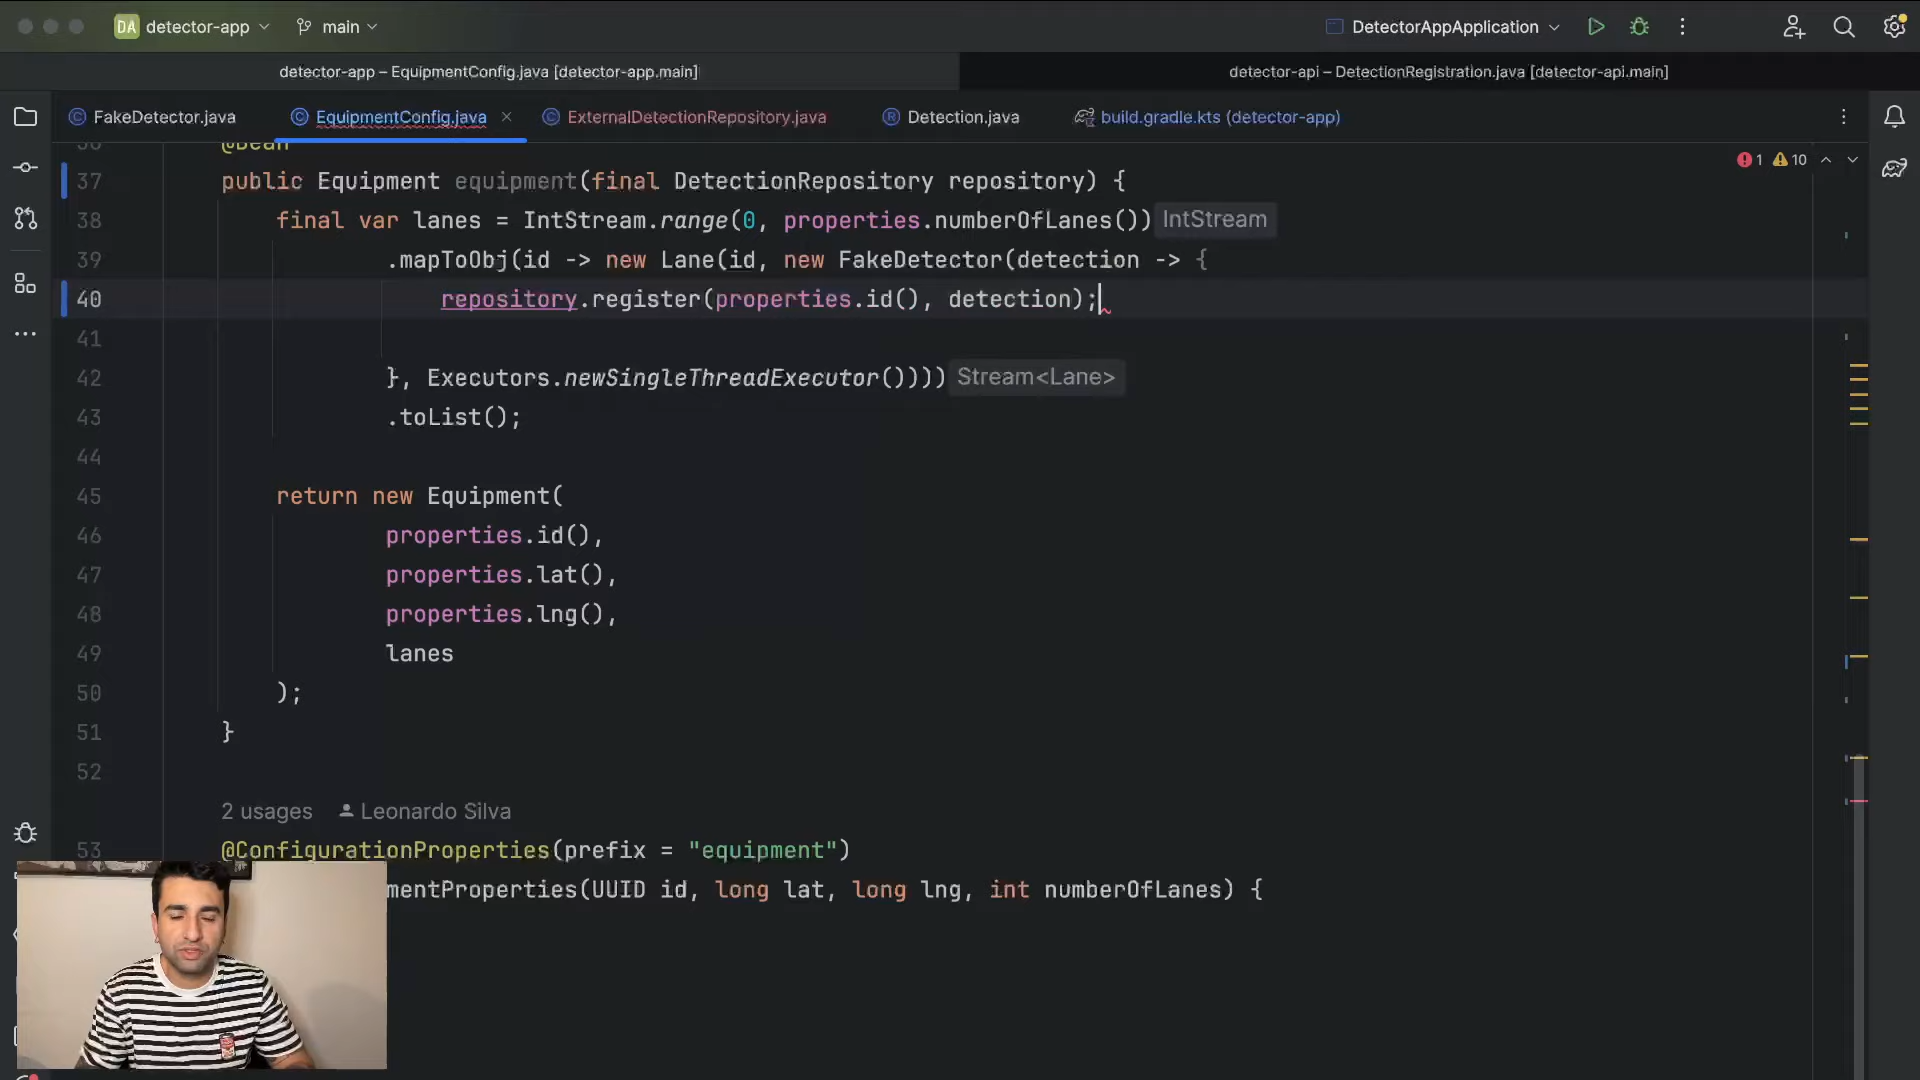 DA detector-app main DetectorAppApplication
detector-app – EquipmentConfig.java [detector-app.main] detector-api – DetectionRegistration.java [detector-api.main]
FakeDetector.java EquipmentConfig.java ExternalDetectionRepository.java Detection.java build.gradle.kts (detector-app)
36 @Bean 1 10
37 public Equipment equipment(final DetectionRepository repository) {
38 final var lanes = IntStream.range(0, properties.numberOfLanes()) IntStream
39 .mapToObj(id -> new Lane(id, new FakeDetector(detection -> {
40 repository.register(properties.id(), detection);
41
42 }, Executors.newSingleThreadExecutor()))) Stream<Lane>
43 .toList();
44
45 return new Equipment(
46 properties.id(),
47 properties.lat(),
48 properties.lng(),
49 lanes
50 );
51 }
52
2 usages Leonardo Silva
53 @ConfigurationProperties(prefix = "equipment")
mentProperties(UUID id, long lat, long lng, int numberOfLanes) {